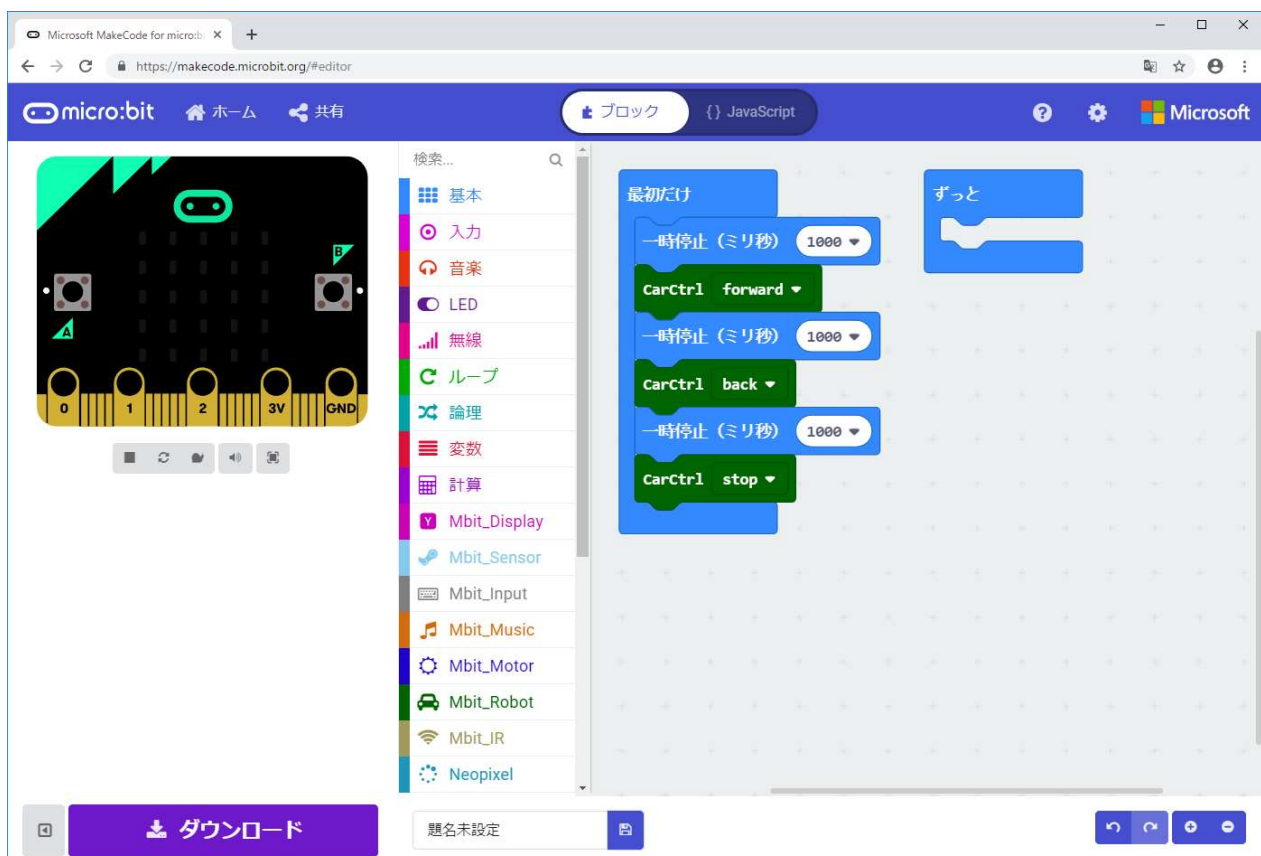 Microsoft MakeCode for micro:b
https://makecode.microbit.org/#editor
micro:bit ホーム 共有 ブロック {} JavaScript ? Microsoft
検索...
基本
入力
音楽
LED
無線
ループ
論理
変数
計算
Mbit_Display
Mbit_Sensor
Mbit_Input
Mbit_Music
Mbit_Motor
Mbit_Robot
Mbit_IR
Neopixel
B
A
0 1 2 3V GND
最初だけ
一時停止（ミリ秒） 1000
CarCtrl forward
一時停止（ミリ秒） 1000
CarCtrl back
一時停止（ミリ秒） 1000
CarCtrl stop
ずっと
ダウンロード
題名未設定